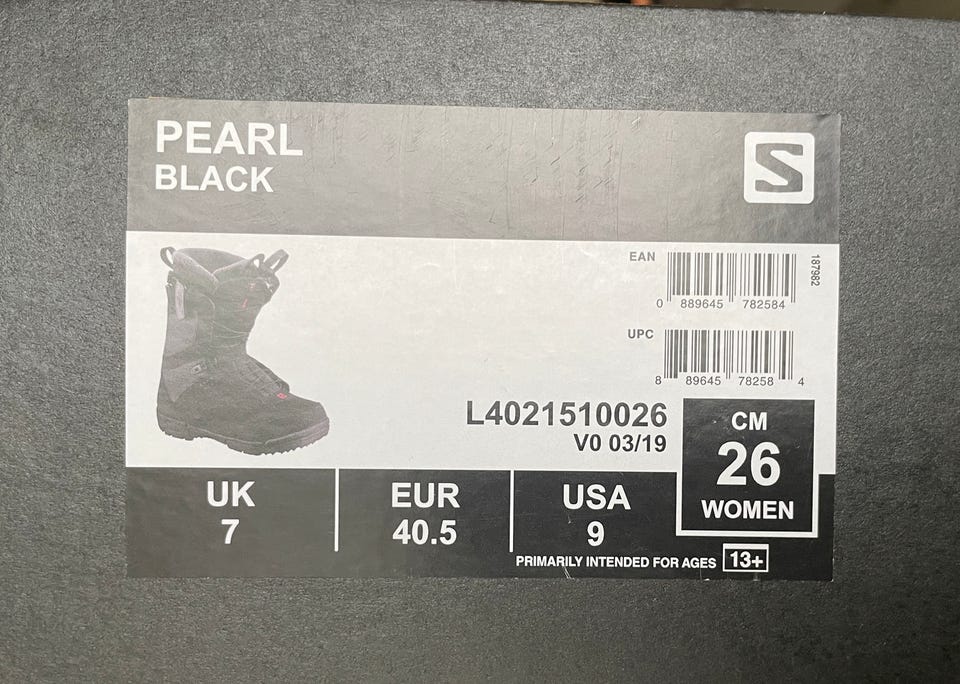 PEARL
BLACK
S
EAN
0 889645 782584
187982
UPC
8 89645 78258 4
L4021510026
V0 03/19
CM
26
WOMEN
UK
7
EUR
40.5
USA
9
PRIMARILY INTENDED FOR AGES 13+